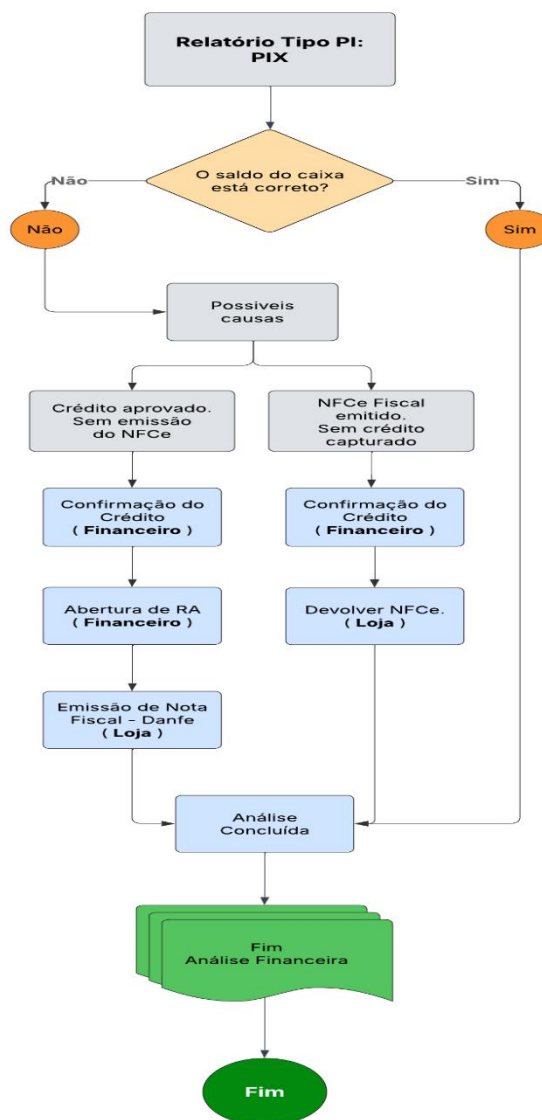 Relatório Tipo PI:
PIX
O saldo do caixa
está correto?
Não
Sim
Não
Sim
Possiveis
causas
Crédito aprovado.
Sem emissão
do NFCe
NFCe Fiscal
emitido.
Sem crédito
capturado
Confirmação do
Crédito
( Financeiro )
Confirmação do
Crédito
( Financeiro )
Abertura de RA
( Financeiro )
Devolver NFCe.
( Loja )
Emissão de Nota
Fiscal - Danfe
( Loja )
Análise
Concluída
Fim
Análise Financeira
Fim